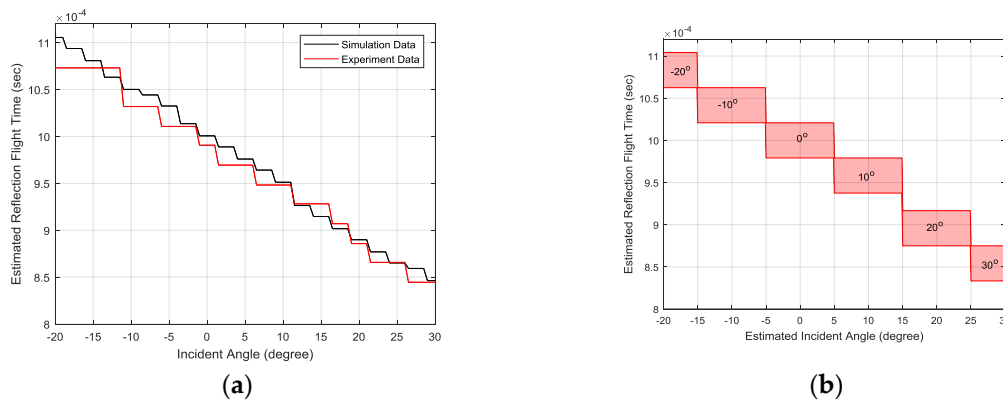 ×10⁻⁴
11
10.5
10
9.5
9
8.5
8
-20 -15 -10 -5 0 5 10 15 20 25 30
Estimated Reflection Flight Time (sec)
Incident Angle (degree)
Simulation Data
Experiment Data
(a)
×10⁻⁴
11
10.5
10
9.5
9
8.5
8
-20 -15 -10 -5 0 5 15 15 20 25 30
Estimated Reflection Flight Time (sec)
Estimated Incident Angle (degree)
-20°
-10°
0°
10°
20°
30°
(b)